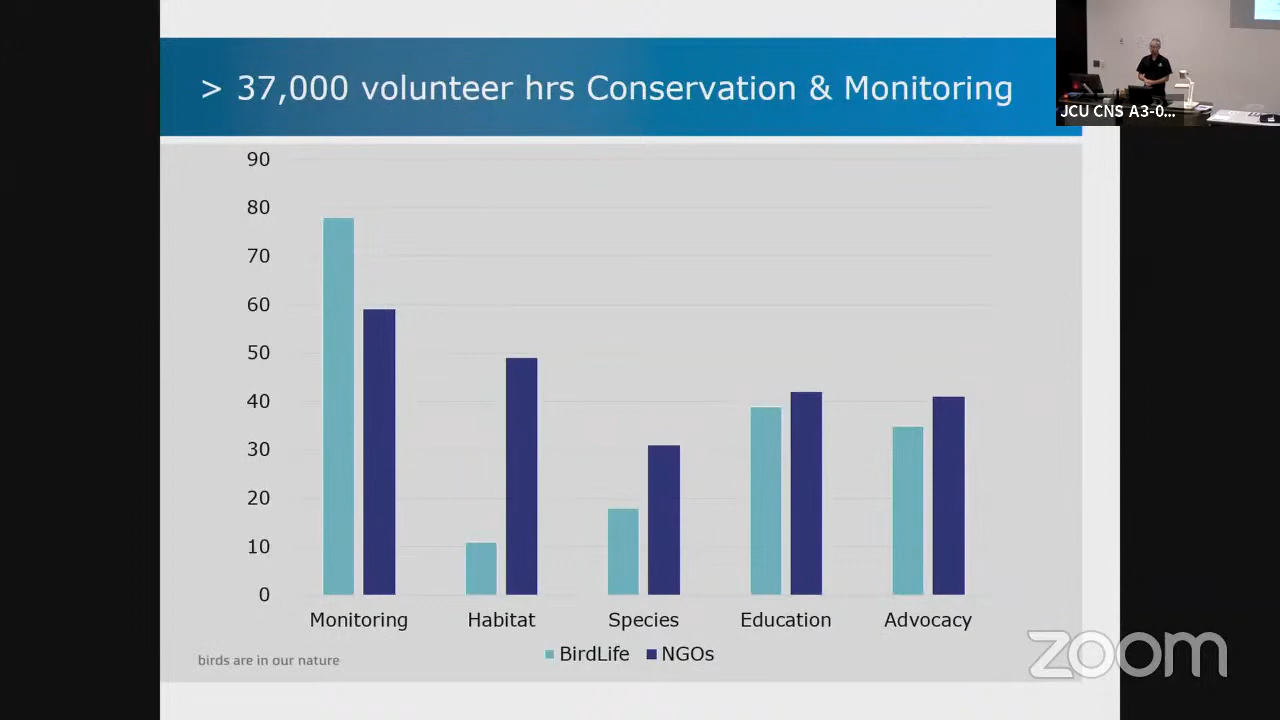 > 37,000 volunteer hrs Conservation & Monitoring
JCU CNS A3-0...
90
80
70
60
50
40
30
20
10
0
Monitoring Habitat Species Education Advocacy
BirdLife NGOs
birds are in our nature
zoom